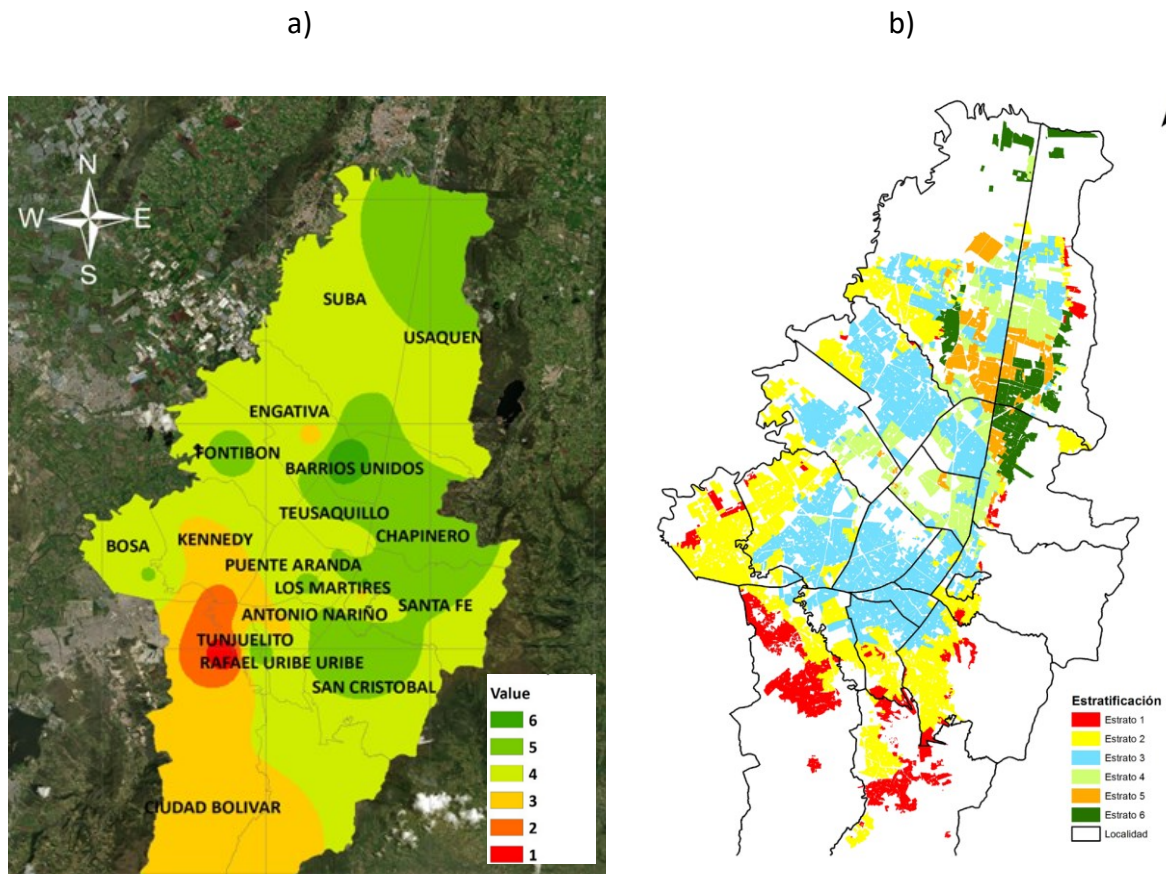 a)
b)
N
W
E
S
SUBA
USAQUEN
ENGATIVA
FONTIBON
BARRIOS UNIDOS
TEUSAQUILLO
CHAPINERO
BOSA
KENNEDY
PUENTE ARANDA
LOS MARTIRES
SANTA FE
ANTONIO NARIÑO
TUNJUELITO
RAFAEL URIBE URIBE
SAN CRISTOBAL
CIUDAD BOLIVAR
Value
6
5
4
3
2
1
Estratificación
Estrato 1
Estrato 2
Estrato 3
Estrato 4
Estrato 5
Estrato 6
Localidad